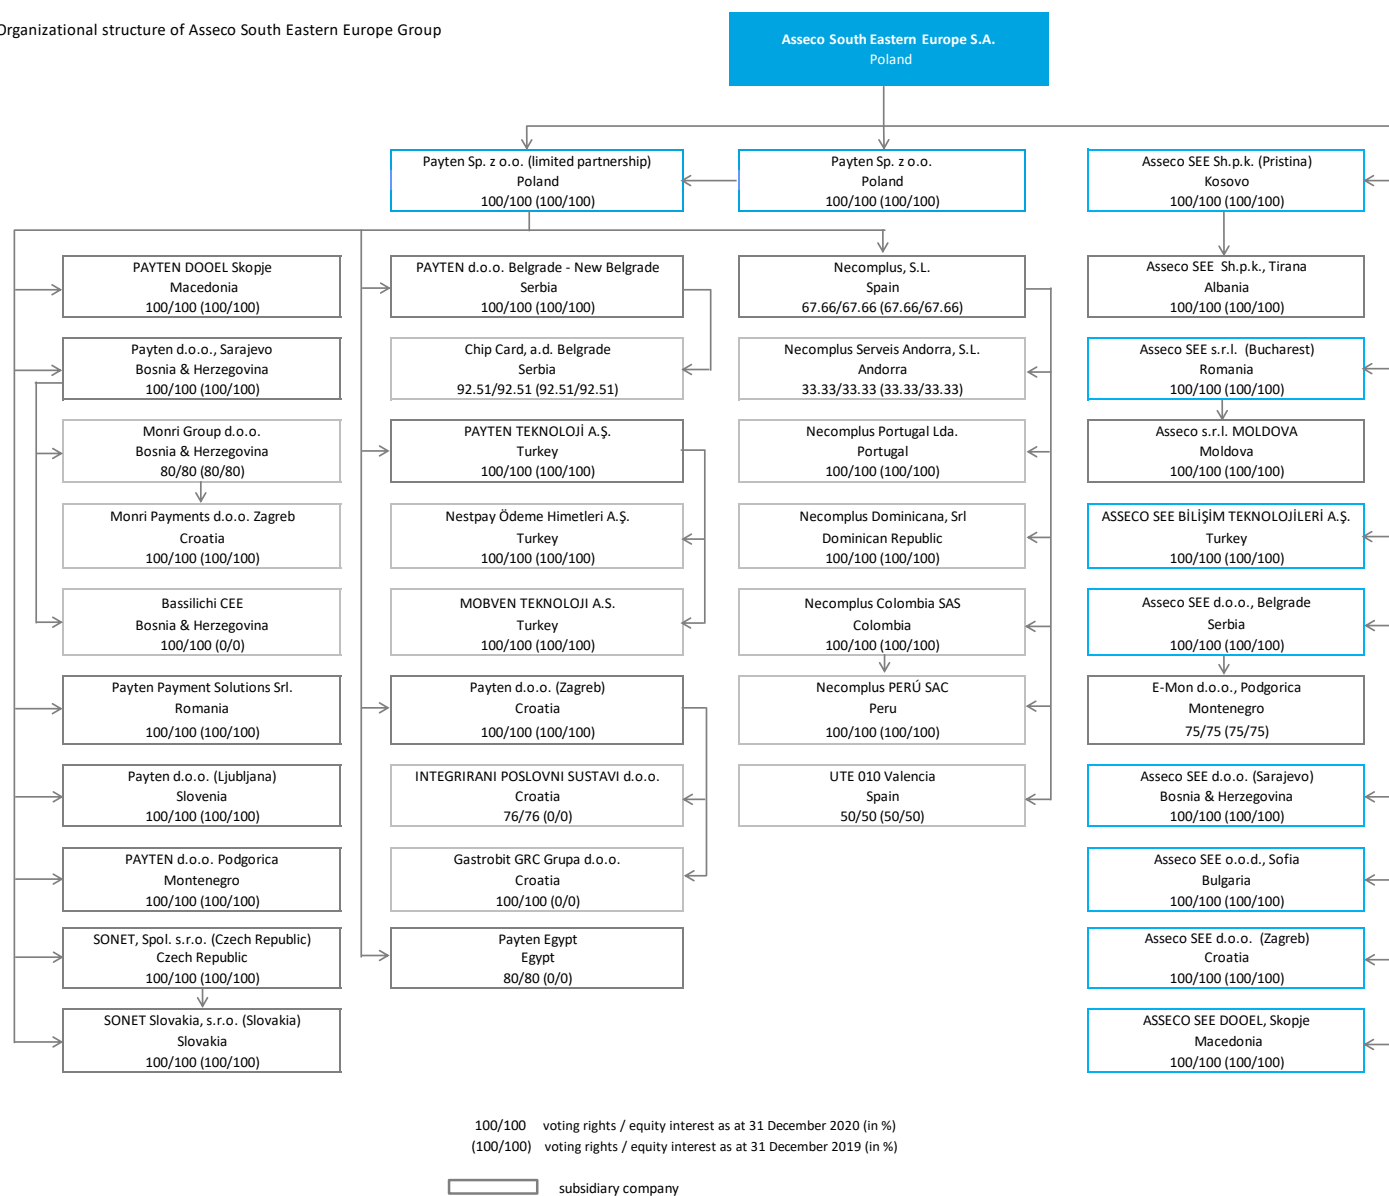 Organizational structure of Asseco South Eastern Europe Group
Asseco South Eastern Europe S.A.
Poland
Payten Sp. z o.o. (limited partnership)
Poland
100/100 (100/100)
Payten Sp. z o.o.
Poland
100/100 (100/100)
Asseco SEE Sh.p.k. (Pristina)
Kosovo
100/100 (100/100)
PAYTEN DOOEL Skopje
Macedonia
100/100 (100/100)
PAYTEN d.o.o. Belgrade - New Belgrade
Serbia
100/100 (100/100)
Necomplus, S.L.
Spain
67.66/67.66 (67.66/67.66)
Asseco SEE Sh.p.k., Tirana
Albania
100/100 (100/100)
Payten d.o.o., Sarajevo
Bosnia & Herzegovina
100/100 (100/100)
Chip Card, a.d. Belgrade
Serbia
92.51/92.51 (92.51/92.51)
Necomplus Serveis Andorra, S.L.
Andorra
33.33/33.33 (33.33/33.33)
Asseco SEE s.r.l. (Bucharest)
Romania
100/100 (100/100)
Monri Group d.o.o.
Bosnia & Herzegovina
80/80 (80/80)
PAYTEN TEKNOLOJİ A.Ş.
Turkey
100/100 (100/100)
Necomplus Portugal Lda.
Portugal
100/100 (100/100)
Asseco s.r.l. MOLDOVA
Moldova
100/100 (100/100)
Monri Payments d.o.o. Zagreb
Croatia
100/100 (100/100)
Nestpay Ödeme Himetleri A.Ş.
Turkey
100/100 (100/100)
Necomplus Dominicana, Srl
Dominican Republic
100/100 (100/100)
ASSECO SEE BİLİŞİM TEKNOLOJİLERİ A.Ş.
Turkey
100/100 (100/100)
Bassilichi CEE
Bosnia & Herzegovina
100/100 (0/0)
MOBVEN TEKNOLOJI A.S.
Turkey
100/100 (100/100)
Necomplus Colombia SAS
Colombia
100/100 (100/100)
Asseco SEE d.o.o., Belgrade
Serbia
100/100 (100/100)
Payten Payment Solutions Srl.
Romania
100/100 (100/100)
Payten d.o.o. (Zagreb)
Croatia
100/100 (100/100)
Necomplus PERÚ SAC
Peru
100/100 (100/100)
E-Mon d.o.o., Podgorica
Montenegro
75/75 (75/75)
Payten d.o.o. (Ljubljana)
Slovenia
100/100 (100/100)
INTEGRIRANI POSLOVNI SUSTAVI d.o.o.
Croatia
76/76 (0/0)
UTE 010 Valencia
Spain
50/50 (50/50)
Asseco SEE d.o.o. (Sarajevo)
Bosnia & Herzegovina
100/100 (100/100)
PAYTEN d.o.o. Podgorica
Montenegro
100/100 (100/100)
Gastrobit GRC Grupa d.o.o.
Croatia
100/100 (0/0)
Asseco SEE o.o.d., Sofia
Bulgaria
100/100 (100/100)
SONET, Spol. s.r.o. (Czech Republic)
Czech Republic
100/100 (100/100)
Payten Egypt
Egypt
80/80 (0/0)
Asseco SEE d.o.o. (Zagreb)
Croatia
100/100 (100/100)
SONET Slovakia, s.r.o. (Slovakia)
Slovakia
100/100 (100/100)
ASSECO SEE DOOEL, Skopje
Macedonia
100/100 (100/100)
100/100 voting rights / equity interest as at 31 December 2020 (in %)
(100/100) voting rights / equity interest as at 31 December 2019 (in %)
subsidiary company